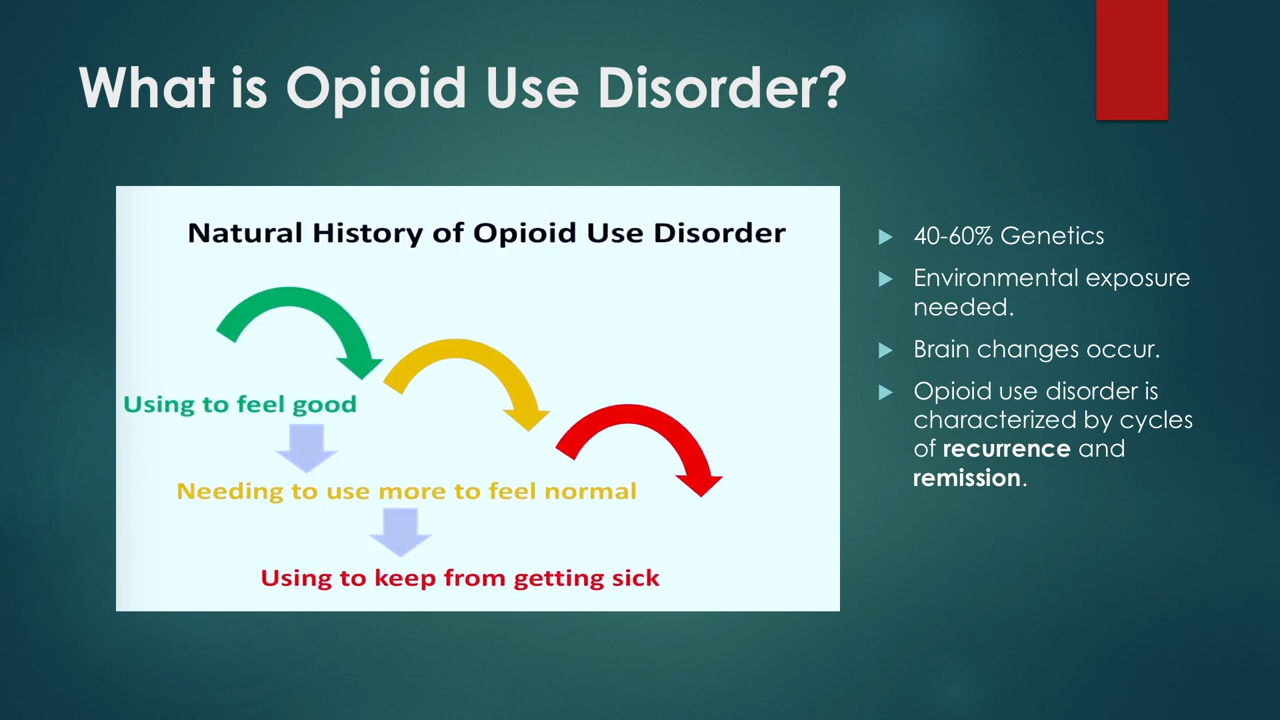 What is Opioid Use Disorder?
Natural History of Opioid Use Disorder
Using to feel good
Needing to use more to feel normal
Using to keep from getting sick
40-60% Genetics
Environmental exposure
needed.
Brain changes occur.
Opioid use disorder is
characterized by cycles
of recurrence and
remission.